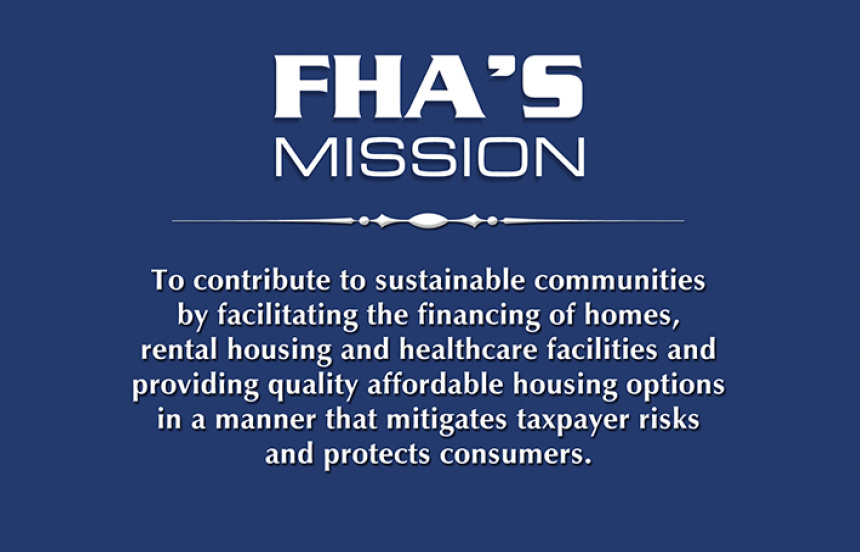 FHA’S
MISSION
To contribute to sustainable communities
by facilitating the financing of homes,
rental housing and healthcare facilities and
providing quality affordable housing options
in a manner that mitigates taxpayer risks
and protects consumers.